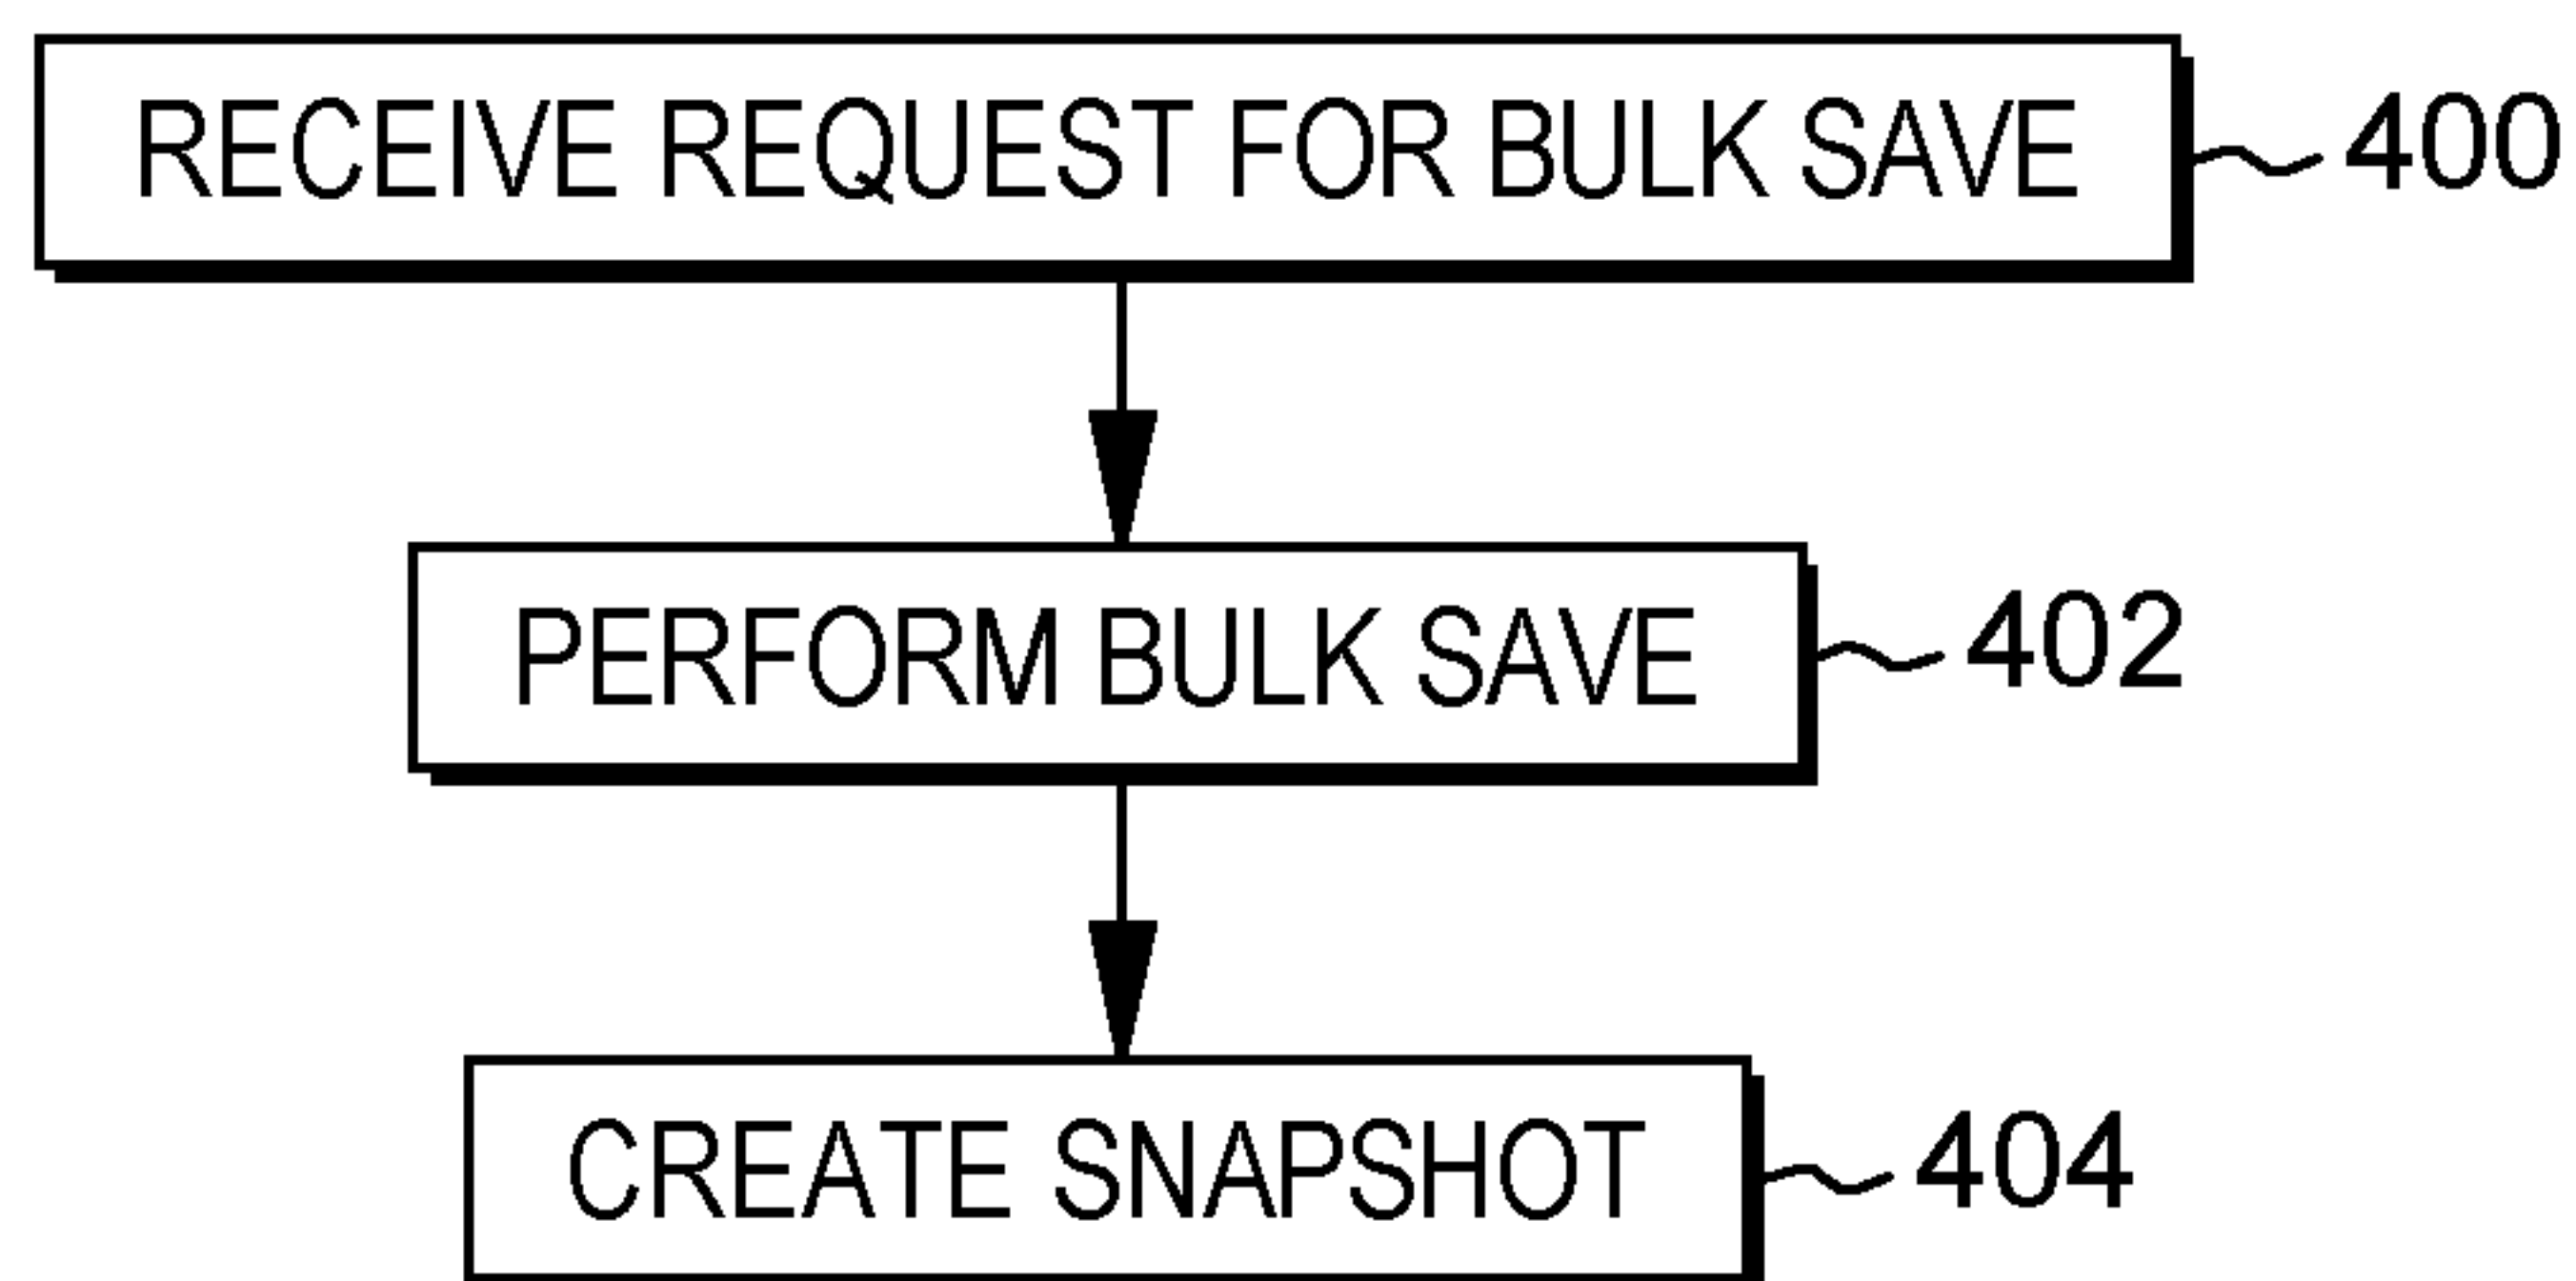 RECEIVE REQUEST FOR BULK SAVE 400
PERFORM BULK SAVE 402
CREATE SNAPSHOT 404